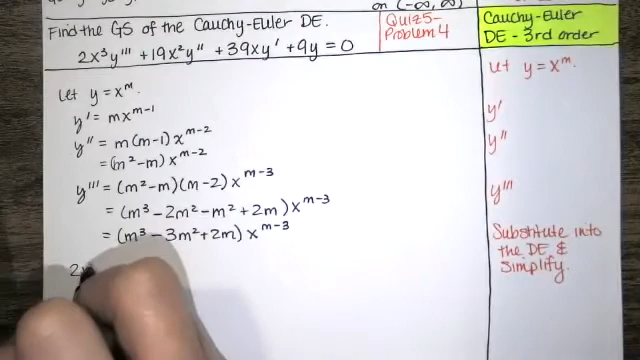 on (-∞, ∞)
Find the GS of the Cauchy-Euler DE.
2x³y''' + 19x²y'' + 39xy' + 9y = 0
Quiz 5-
Problem 4
Cauchy-Euler
DE - 3rd order
Let y = x^m.
y' = mx^(m-1)
y'' = m(m-1)x^(m-2)
= (m²-m)x^(m-2)
y''' = (m²-m)(m-2)x^(m-3)
= (m³ - 2m² - m² + 2m)x^(m-3)
= (m³ - 3m² + 2m)x^(m-3)
Let y = x^m.
y'
y''
y'''
Substitute into
the DE &
simplify.